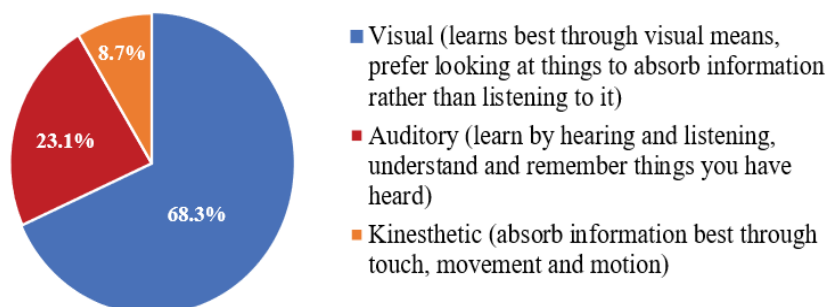 8.7%
23.1%
68.3%
Visual (learns best through visual means,
prefer looking at things to absorb information
rather than listening to it)
Auditory (learn by hearing and listening,
understand and remember things you have
heard)
Kinesthetic (absorb information best through
touch, movement and motion)